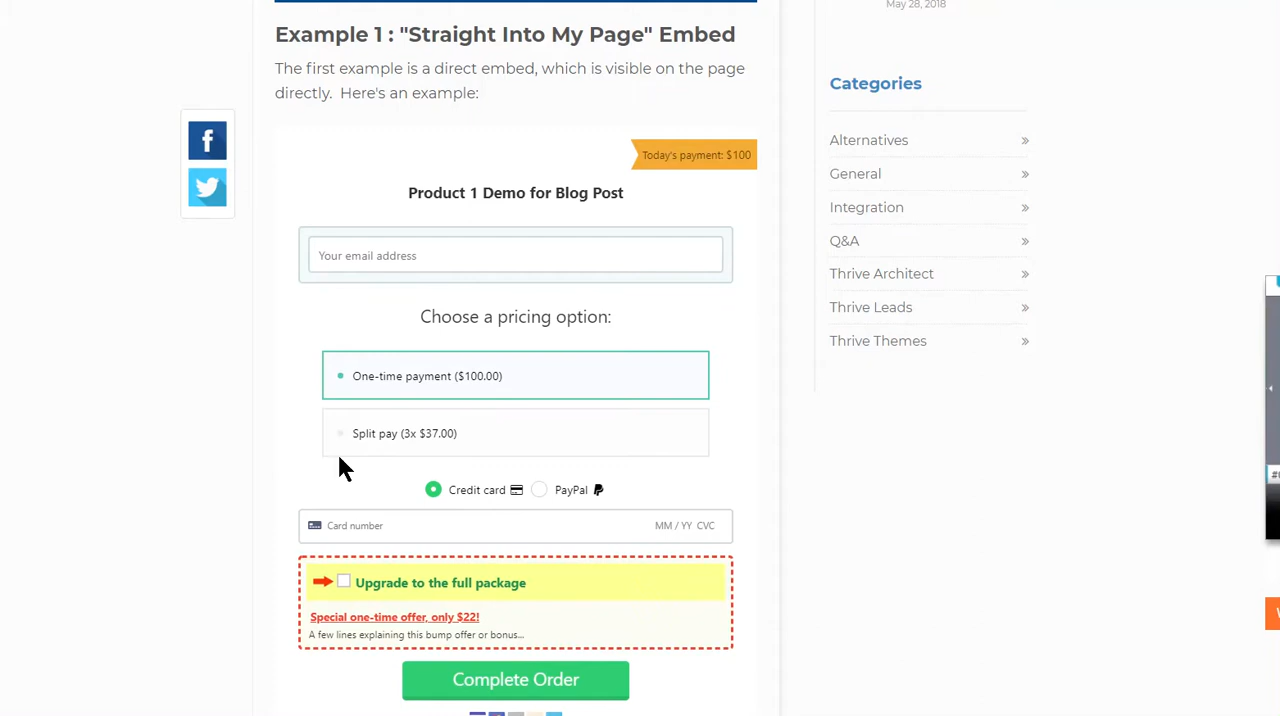 May 28, 2018
Example 1 : "Straight Into My Page" Embed
The first example is a direct embed, which is visible on the page
directly.  Here's an example:
Today's payment: $100
Product 1 Demo for Blog Post
Your email address
Choose a pricing option:
One-time payment ($100.00)
Split pay (3x $37.00)
Credit card
PayPal
Card number
MM / YY  CVC
Upgrade to the full package
Special one-time offer, only $22!
A few lines explaining this bump offer or bonus...
Complete Order
Categories
Alternatives
General
Integration
Q&A
Thrive Architect
Thrive Leads
Thrive Themes